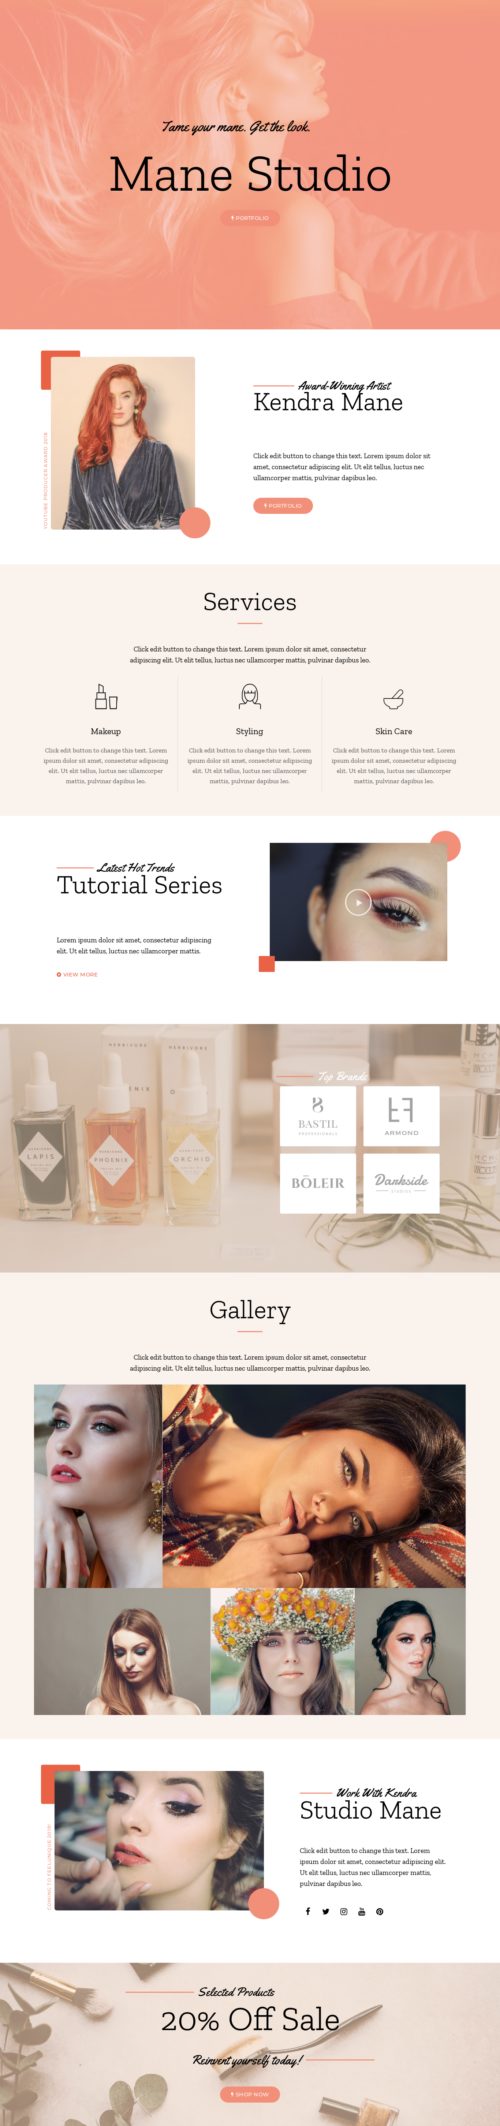 Tame your mane. Get the look.
Mane Studio
PORTFOLIO
Award-Winning Artist
Kendra Mane
Click edit button to change this text. Lorem ipsum dolor sit
amet, consectetur adipiscing elit. Ut elit tellus, luctus nec
ullamcorper mattis, pulvinar dapibus leo.
PORTFOLIO
Services
Click edit button to change this text. Lorem ipsum dolor sit amet, consectetur
adipiscing elit. Ut elit tellus, luctus nec ullamcorper mattis, pulvinar dapibus leo.
Makeup
Click edit button to change this text. Lorem
ipsum dolor sit amet, consectetur adipiscing
elit. Ut elit tellus, luctus nec ullamcorper
mattis, pulvinar dapibus leo.
Styling
Click edit button to change this text. Lorem
ipsum dolor sit amet, consectetur adipiscing
elit. Ut elit tellus, luctus nec ullamcorper
mattis, pulvinar dapibus leo.
Skin Care
Click edit button to change this text. Lorem
ipsum dolor sit amet, consectetur adipiscing
elit. Ut elit tellus, luctus nec ullamcorper
mattis, pulvinar dapibus leo.
Latest Hot Trends
Tutorial Series
Lorem ipsum dolor sit amet, consectetur adipiscing
elit. Ut elit tellus, luctus nec ullamcorper mattis.
VIEW MORE
HERBIVORE
LAPIS
PHOENIX
ORCHID
Top Brands
BASTIL
ARMOND
BŌLEIR
Darkside
STUDIOS
Gallery
Click edit button to change this text. Lorem ipsum dolor sit amet, consectetur
adipiscing elit. Ut elit tellus, luctus nec ullamcorper mattis, pulvinar dapibus leo.
Work With Kendra
Studio Mane
Click edit button to change this text. Lorem
ipsum dolor sit amet, consectetur adipiscing elit.
Ut elit tellus, luctus nec ullamcorper mattis,
pulvinar dapibus leo.
Selected Products
20% Off Sale
Reinvent yourself today!
SHOP NOW